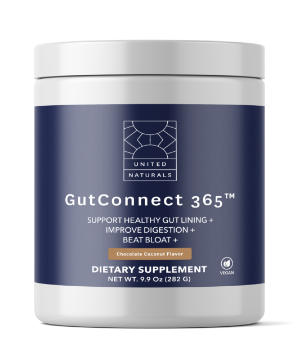 UNITED
NATURALS
GutConnect 365™
SUPPORT HEALTHY GUT LINING +
IMPROVE DIGESTION +
BEAT BLOAT +
Chocolate Coconut Flavor
DIETARY SUPPLEMENT
NET WT. 9.9 Oz (282 G)
VEGAN